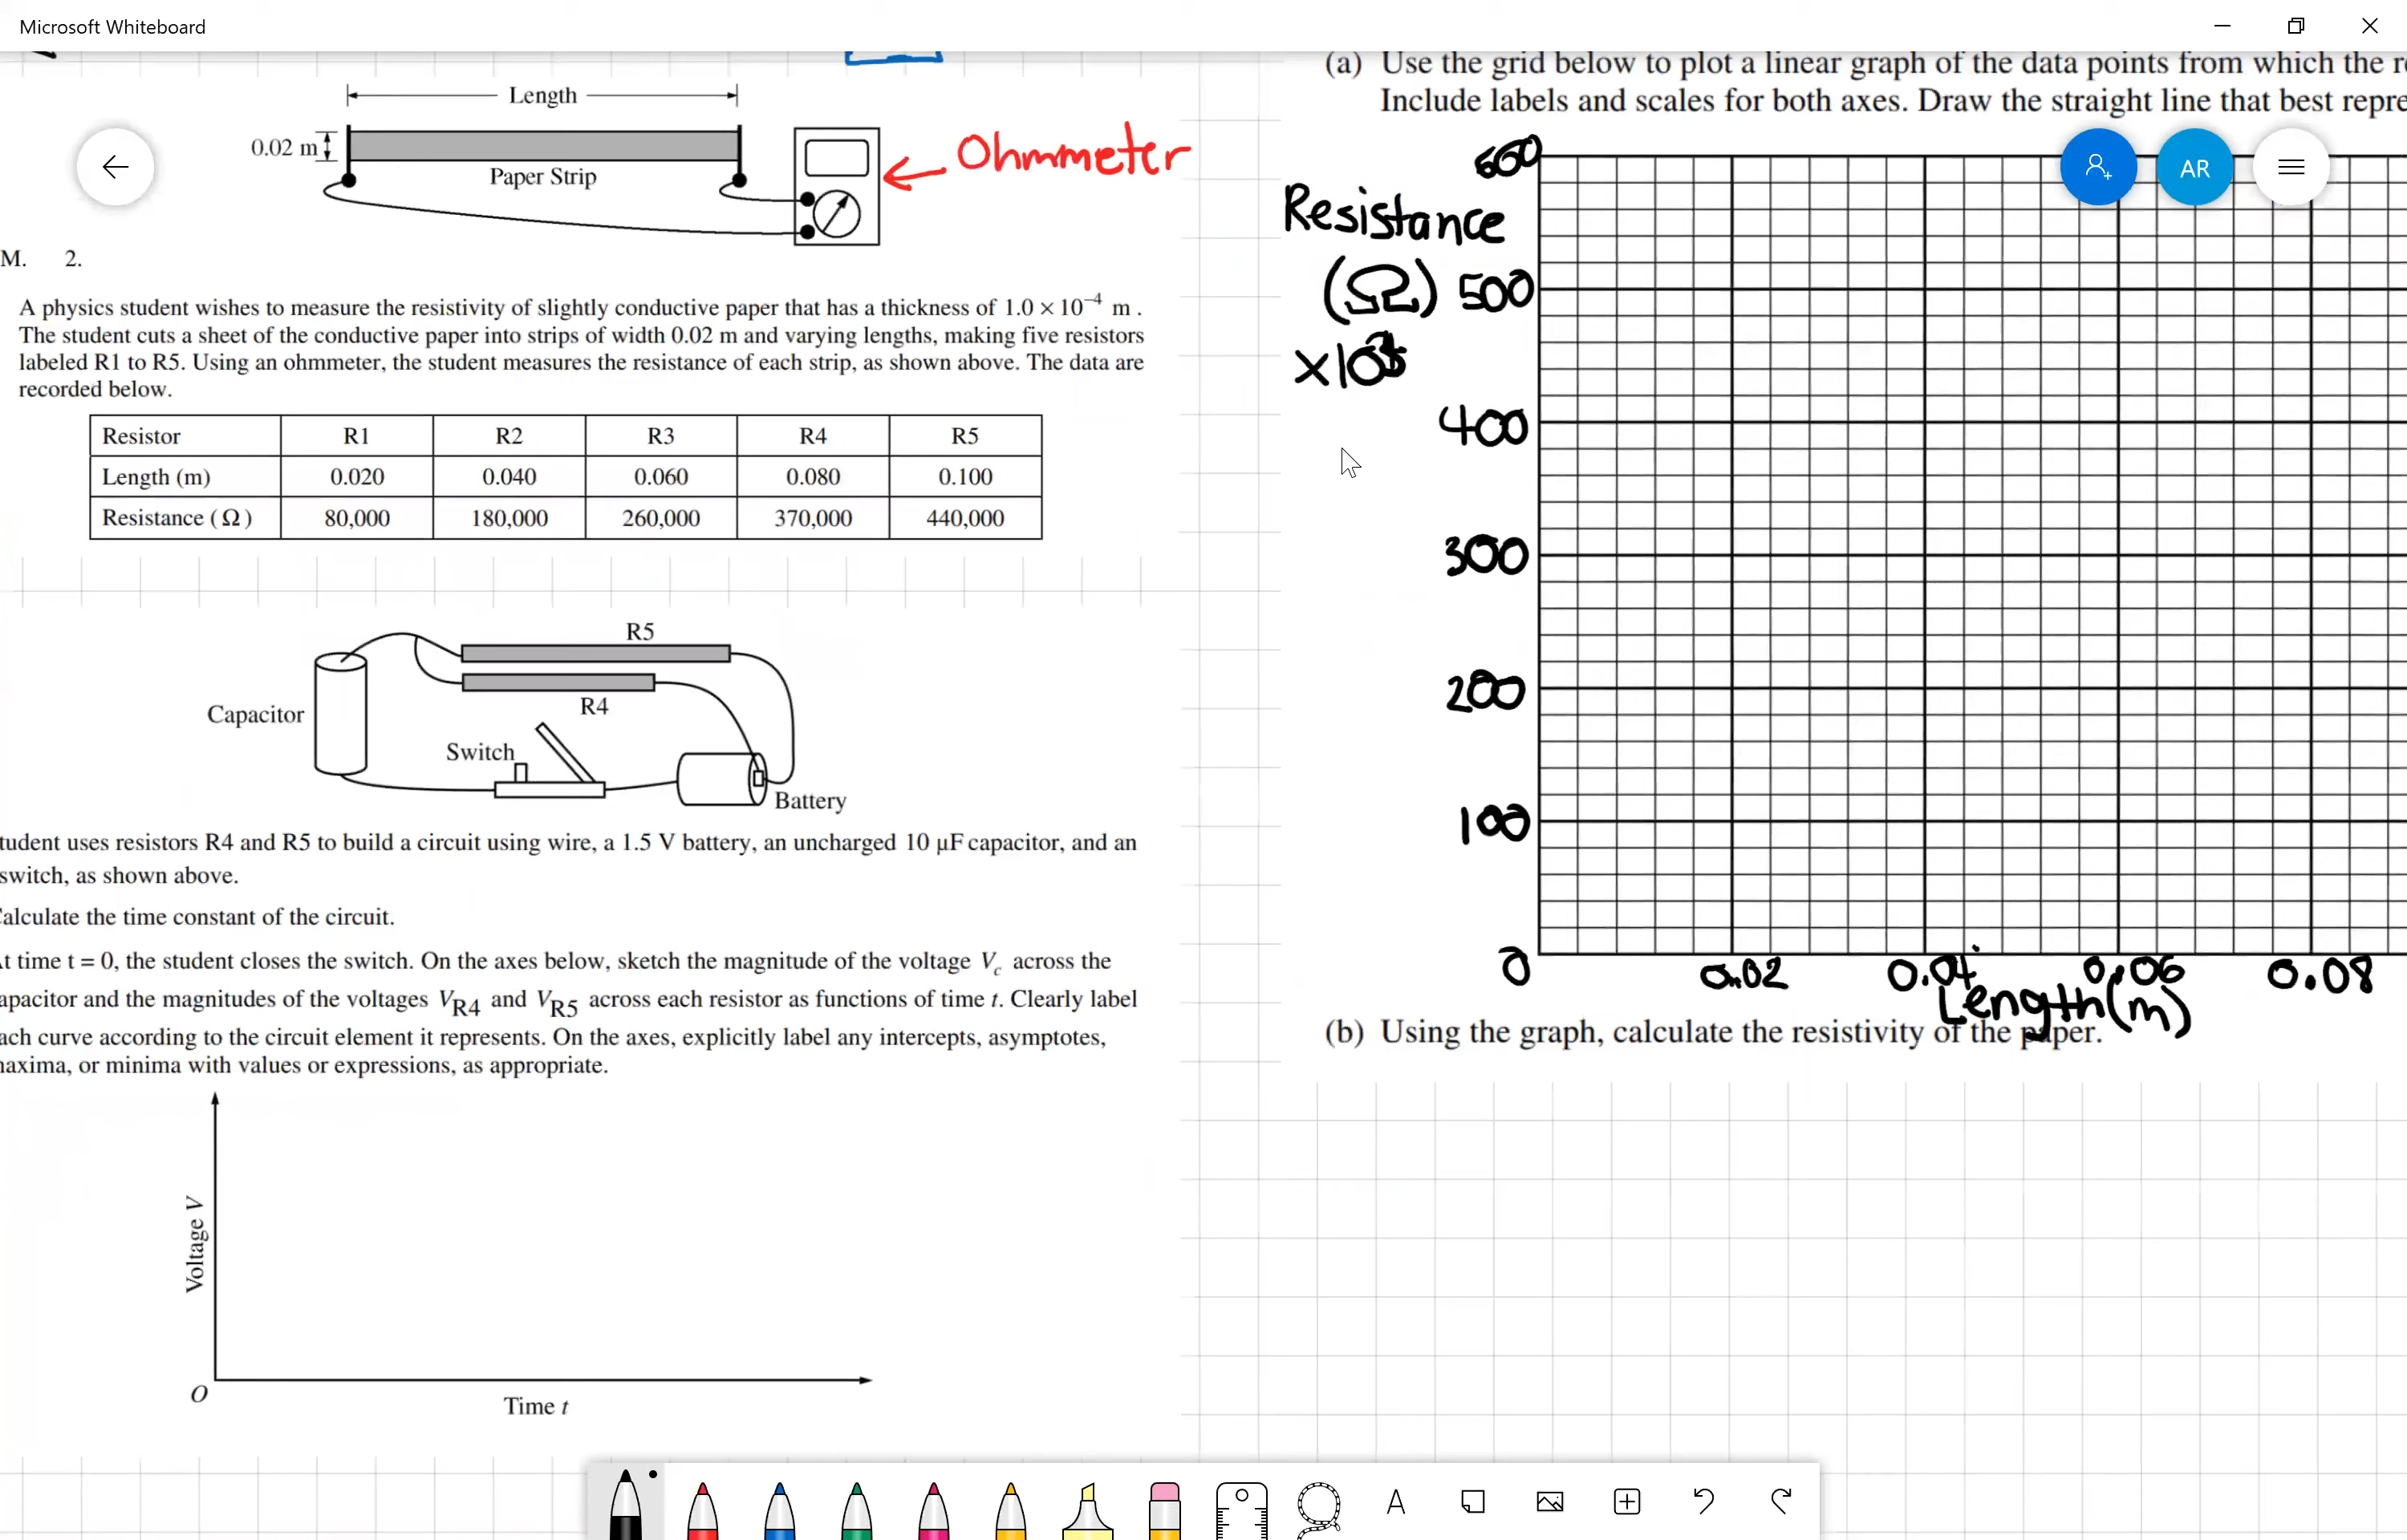 Microsoft Whiteboard
Length
0.02 m
Paper Strip
Ohmmeter
M. 2.
A physics student wishes to measure the resistivity of slightly conductive paper that has a thickness of 1.0 × 10⁻⁴ m.
The student cuts a sheet of the conductive paper into strips of width 0.02 m and varying lengths, making five resistors
labeled R1 to R5. Using an ohmmeter, the student measures the resistance of each strip, as shown above. The data are
recorded below.
Resistor R1 R2 R3 R4 R5
Length (m) 0.020 0.040 0.060 0.080 0.100
Resistance (Ω) 80,000 180,000 260,000 370,000 440,000
R5
R4
Capacitor
Switch
Battery
tudent uses resistors R4 and R5 to build a circuit using wire, a 1.5 V battery, an uncharged 10 μF capacitor, and an
switch, as shown above.
alculate the time constant of the circuit.
t time t = 0, the student closes the switch. On the axes below, sketch the magnitude of the voltage V_c across the
apacitor and the magnitudes of the voltages V_R4 and V_R5 across each resistor as functions of time t. Clearly label
ach curve according to the circuit element it represents. On the axes, explicitly label any intercepts, asymptotes,
axima, or minima with values or expressions, as appropriate.
Voltage V
O
Time t
(a) Use the grid below to plot a linear graph of the data points from which the r
Include labels and scales for both axes. Draw the straight line that best repre
AR
600
Resistance
(Ω) 500
400
300
200
100
0 0.02 0.04 0.06 0.08
Length(m)
(b) Using the graph, calculate the resistivity of the paper.
A